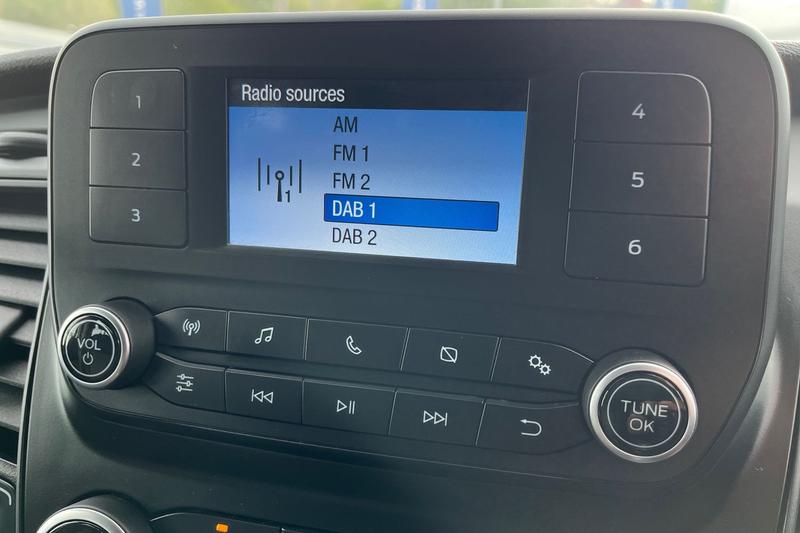 Radio sources
AM
FM 1
FM 2
DAB 1
DAB 2
1
1
2
3
4
5
6
VOL
TUNE
OK